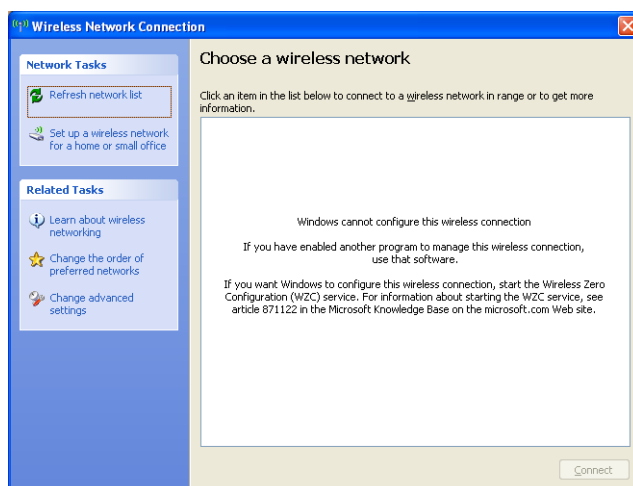 Wireless Network Connection
Network Tasks
Refresh network list
Set up a wireless network
for a home or small office
Related Tasks
Learn about wireless
networking
Change the order of
preferred networks
Change advanced
settings
Choose a wireless network
Click an item in the list below to connect to a wireless network in range or to get more
information.
Windows cannot configure this wireless connection
If you have enabled another program to manage this wireless connection,
use that software.
If you want Windows to configure this wireless connection, start the Wireless Zero
Configuration (WZC) service. For information about starting the WZC service, see
article 871122 in the Microsoft Knowledge Base on the microsoft.com Web site.
Connect